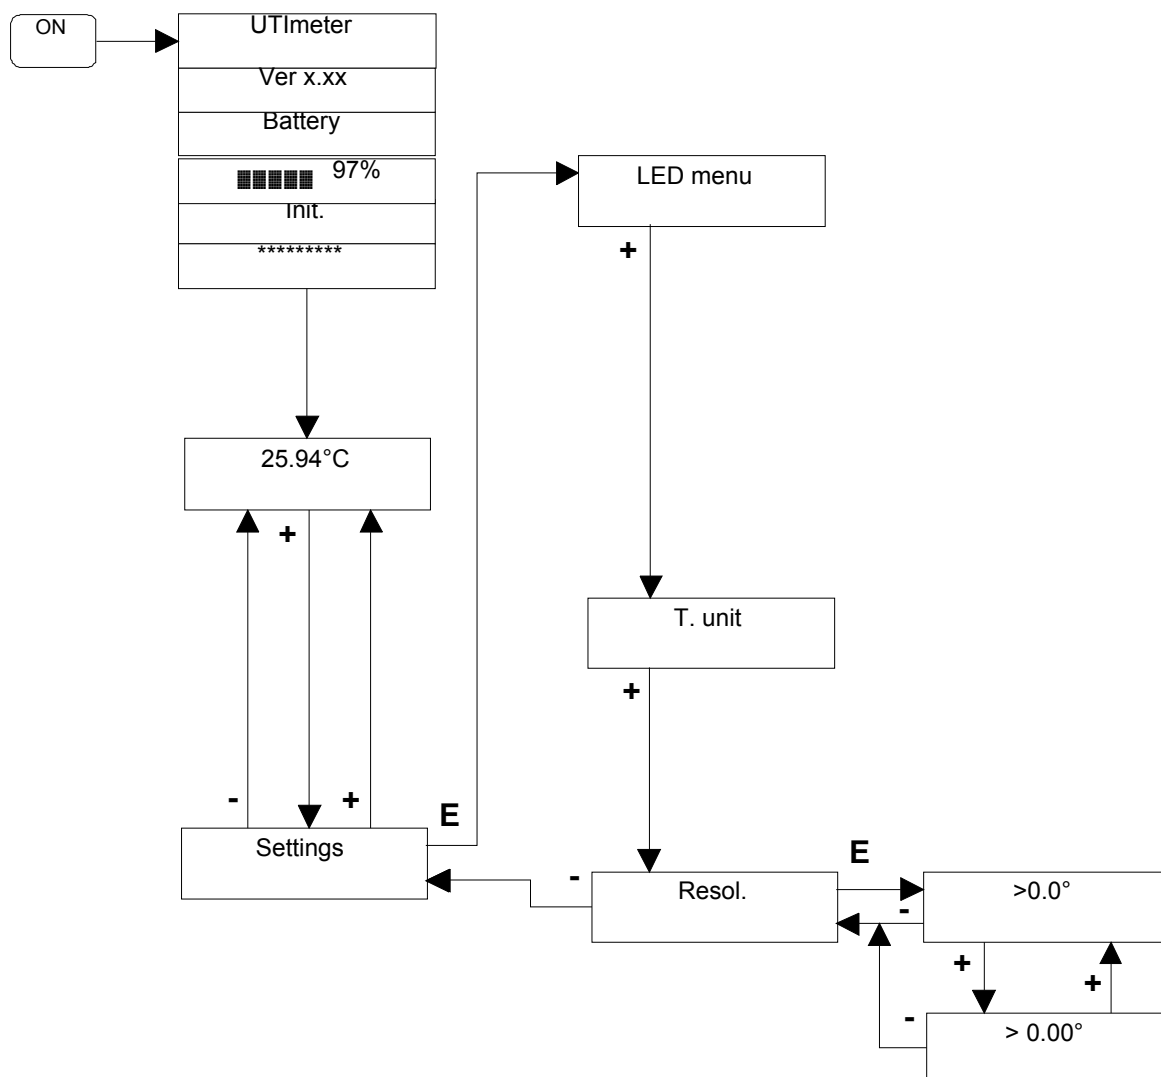 ON
UTImeter
Ver x.xx
Battery
97%
Init.
*********
LED menu
+
25.94°C
+
T. unit
+
-
+
E
Settings
E
-
Resol.
>0.0°
-
+
+
-
> 0.00°